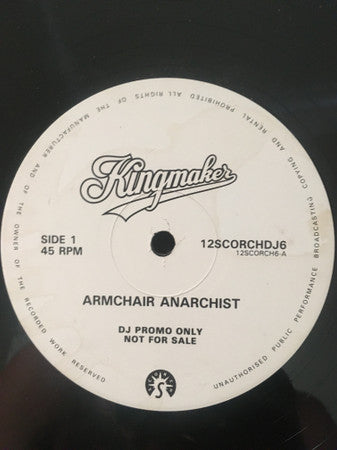 Kingmaker
SIDE 1
45 RPM
12SCORCHDJ6
12SCORCH6-A
ARMCHAIR ANARCHIST
DJ PROMO ONLY
NOT FOR SALE
ALL RIGHTS OF THE MANUFACTURER AND OF THE OWNER OF THE RECORDED WORK RESERVED
UNAUTHORISED PUBLIC PERFORMANCE BROADCASTING COPYING AND RENTAL PROHIBITED
S